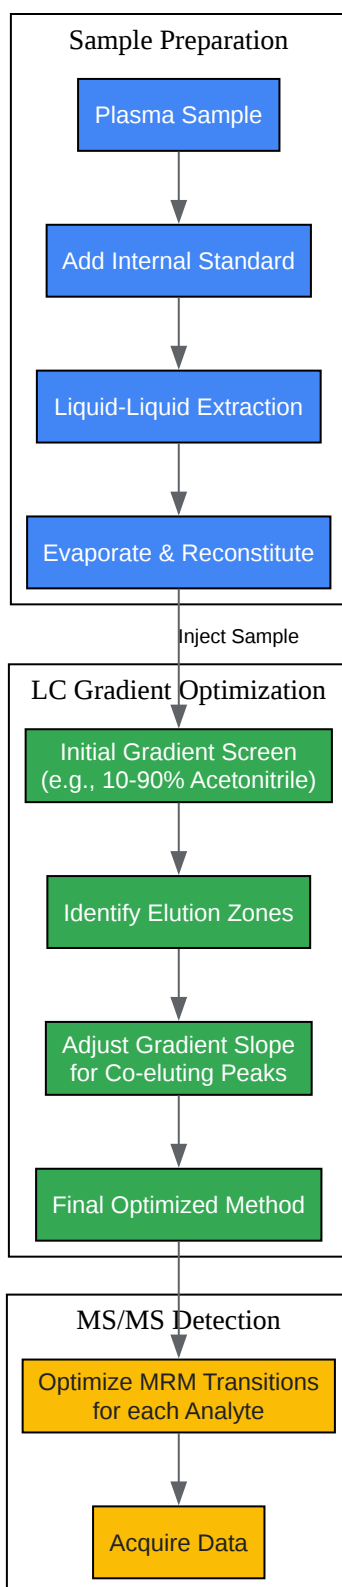 Sample Preparation
Plasma Sample
Add Internal Standard
Liquid-Liquid Extraction
Evaporate & Reconstitute
Inject Sample
LC Gradient Optimization
Initial Gradient Screen
(e.g., 10-90% Acetonitrile)
Identify Elution Zones
Adjust Gradient Slope
for Co-eluting Peaks
Final Optimized Method
MS/MS Detection
Optimize MRM Transitions
for each Analyte
Acquire Data